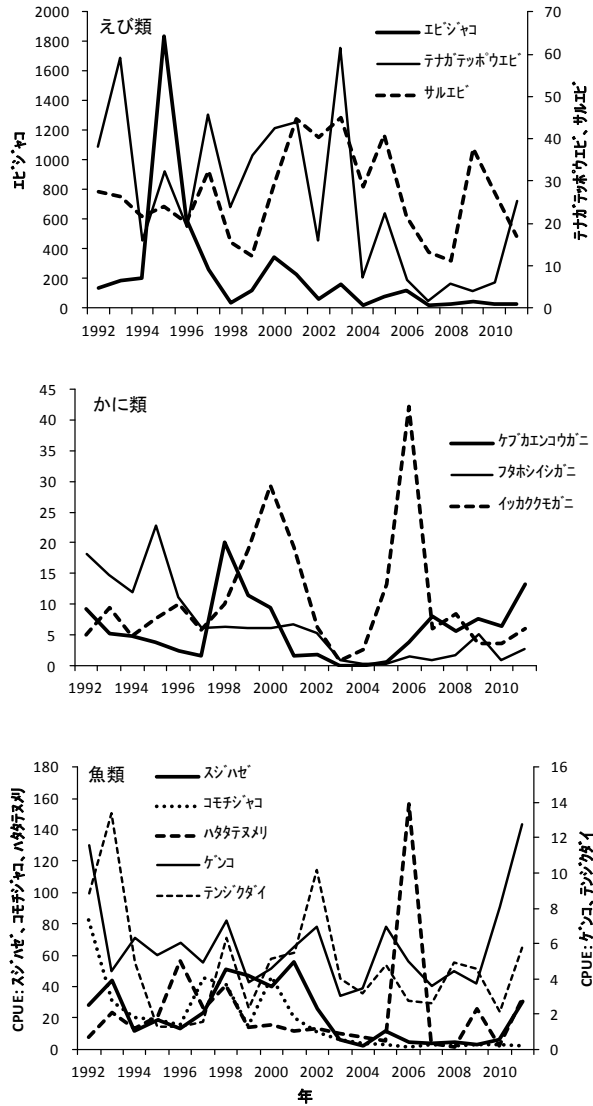 えび類
ｴﾋﾞｼﾞｬｺ
ﾃﾅｶﾞﾃｯﾎﾟｳｴﾋﾞ
ｻﾙｴﾋﾞ
ｴﾋﾞｼﾞｬｺ
2000
1800
1600
1400
1200
1000
800
600
400
200
0
70
60
50
40
30
20
10
0
ﾃﾅｶﾞﾃｯﾎﾟｳｴﾋﾞ、ｻﾙｴﾋﾞ
1992 1994 1996 1998 2000 2002 2004 2006 2008 2010
かに類
ｹﾌﾞｶｴﾝｺｳｶﾞﾆ
ﾌﾀﾎｼｲｼｶﾞﾆ
ｲｯｶｸｸﾓｶﾞﾆ
45
40
35
30
25
20
15
10
5
0
1992 1994 1996 1998 2000 2002 2004 2006 2008 2010
魚類
ｽｼﾞﾊｾﾞ
ｺﾓﾁｼﾞｬｺ
ﾊﾀﾀﾃﾇﾒﾘ
ｹﾞﾝｺ
ﾃﾝｼﾞｸﾀﾞｲ
CPUE: ｽｼﾞﾊｾﾞ、ｺﾓﾁｼﾞｬｺ、ﾊﾀﾀﾃﾇﾒﾘ
180
160
140
120
100
80
60
40
20
0
16
14
12
10
8
6
4
2
0
CPUE: ｹﾞﾝｺ、ﾃﾝｼﾞｸﾀﾞｲ
1992 1994 1996 1998 2000 2002 2004 2006 2008 2010
年